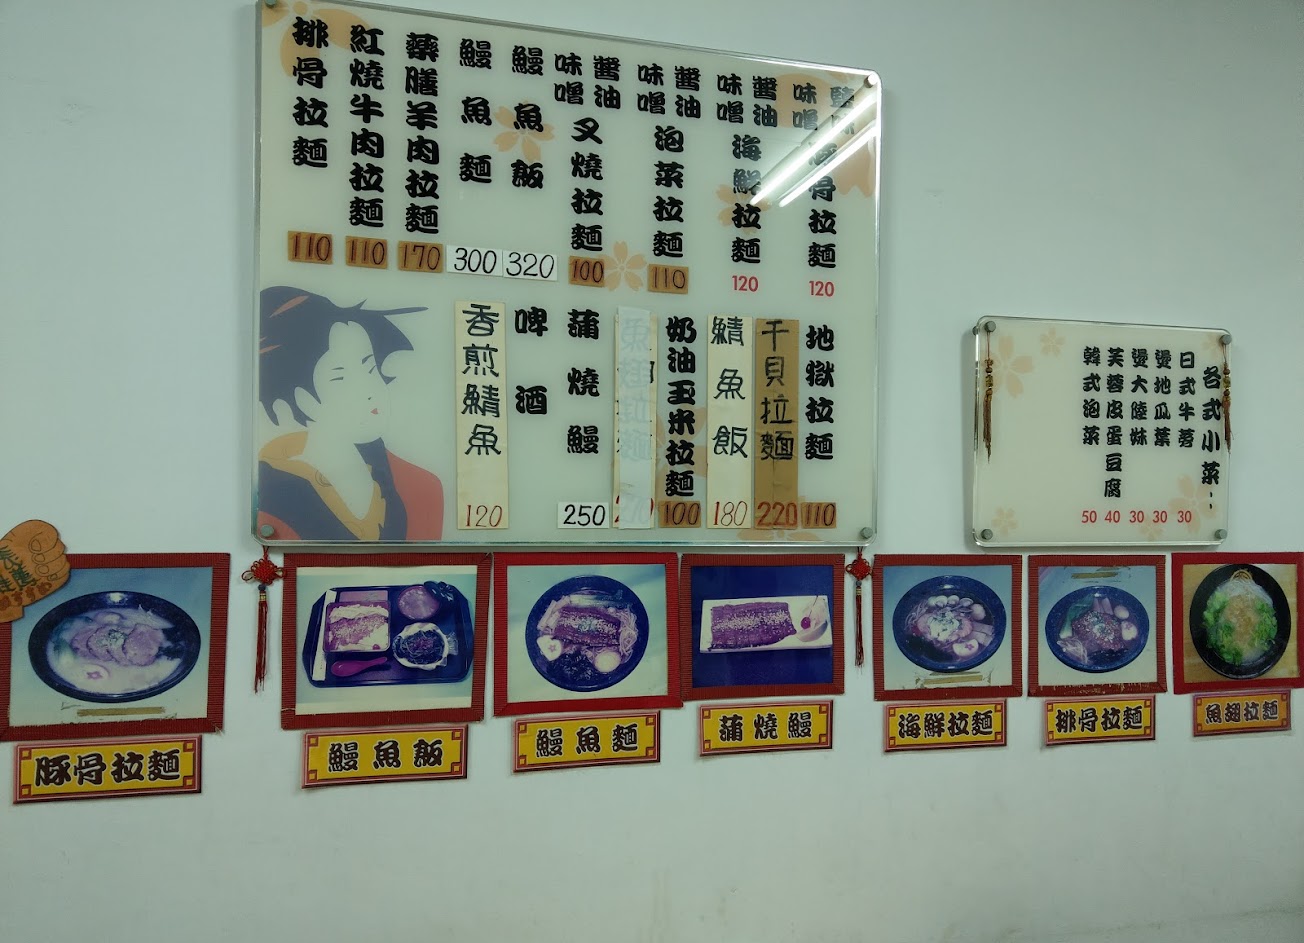 味噌
骨拉麵
120
醬油
味噌
海鮮拉麵
120
醬油
味噌
泡菜拉麵
110
醬油
味噌
叉燒拉麵
100
鰻魚飯
320
鰻魚麵
300
藥膳羊肉拉麵
170
紅燒牛肉拉麵
110
排骨拉麵
110
地獄拉麵
110
干貝拉麵
220
鯖魚飯
180
奶油玉米拉麵
100
魚翅拉麵
蒲燒鰻
250
啤酒
香煎鯖魚
120
各式小菜:
日式牛蒡
30
燙地瓜葉
30
燙大陸妹
30
芙蓉皮蛋豆腐
40
韓式泡菜
50
豚骨拉麵
鰻魚飯
鰻魚麵
蒲燒鰻
海鮮拉麵
排骨拉麵
魚翅拉麵